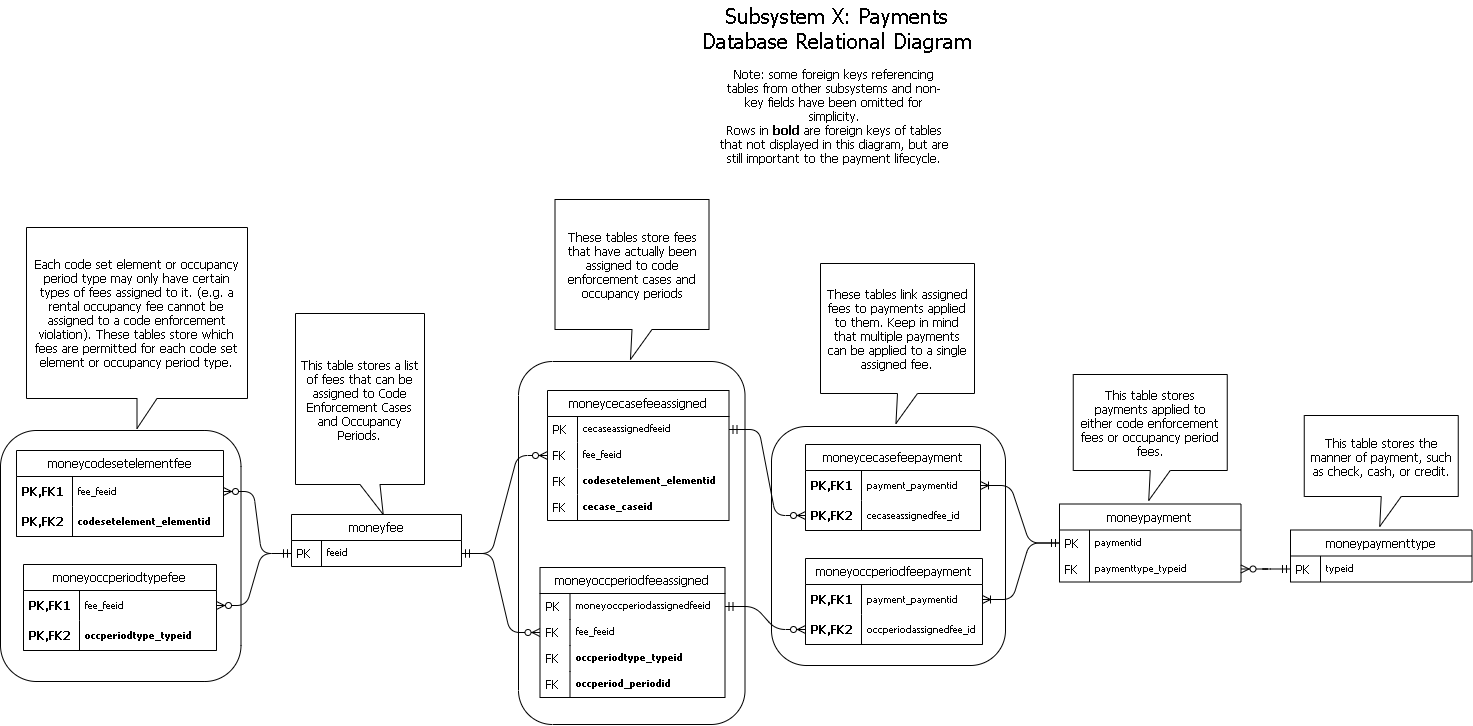 Subsystem X: Payments
Database Relational Diagram
Note: some foreign keys referencing
tables from other subsystems and non-
key fields have been omitted for
simplicity.
Rows in bold are foreign keys of tables
that not displayed in this diagram, but are
still important to the payment lifecycle.
Each code set element or occupancy
period type may only have certain
types of fees assigned to it. (e.g. a
rental occupancy fee cannot be
assigned to a code enforcement
violation). These tables store which
fees are permitted for each code set
element or occupancy period type.
This table stores a list
of fees that can be
assigned to Code
Enforcement Cases
and Occupancy
Periods.
These tables store fees
that have actually been
assigned to code
enforcement cases and
occupancy periods
These tables link assigned
fees to payments applied
to them. Keep in mind
that multiple payments
can be applied to a single
assigned fee.
This table stores
payments applied to
either code enforcement
fees or occupancy period
fees.
This table stores the
manner of payment, such
as check, cash, or credit.
moneycodesetelementfee
PK,FK1 fee_feeid
PK,FK2 codesetelement_elementid
moneyoccperiodtypefee
PK,FK1 fee_feeid
PK,FK2 occperiodtype_typeid
moneyfee
PK feeid
moneycecasefeeassigned
PK cecaseassignedfeeid
FK fee_feeid
FK codesetelement_elementid
FK cecase_caseid
moneyoccperiodfeeassigned
PK moneyoccperiodassignedfeeid
FK fee_feeid
FK occperiodtype_typeid
FK occperiod_periodid
moneycecasefeepayment
PK,FK1 payment_paymentid
PK,FK2 cecaseassignedfee_id
moneyoccperiodfeepayment
PK,FK1 payment_paymentid
PK,FK2 occperiodassignedfee_id
moneypayment
PK paymentid
FK paymenttype_typeid
moneypaymenttype
PK typeid